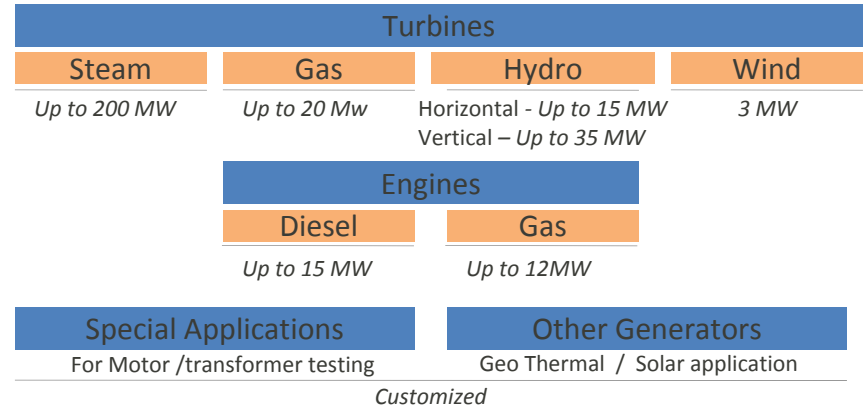 Turbines
Steam Gas Hydro Wind
Up to 200 MW Up to 20 Mw Horizontal - Up to 15 MW 3 MW
Vertical – Up to 35 MW
Engines
Diesel Gas
Up to 15 MW Up to 12MW
Special Applications Other Generators
For Motor /transformer testing Geo Thermal / Solar application
Customized